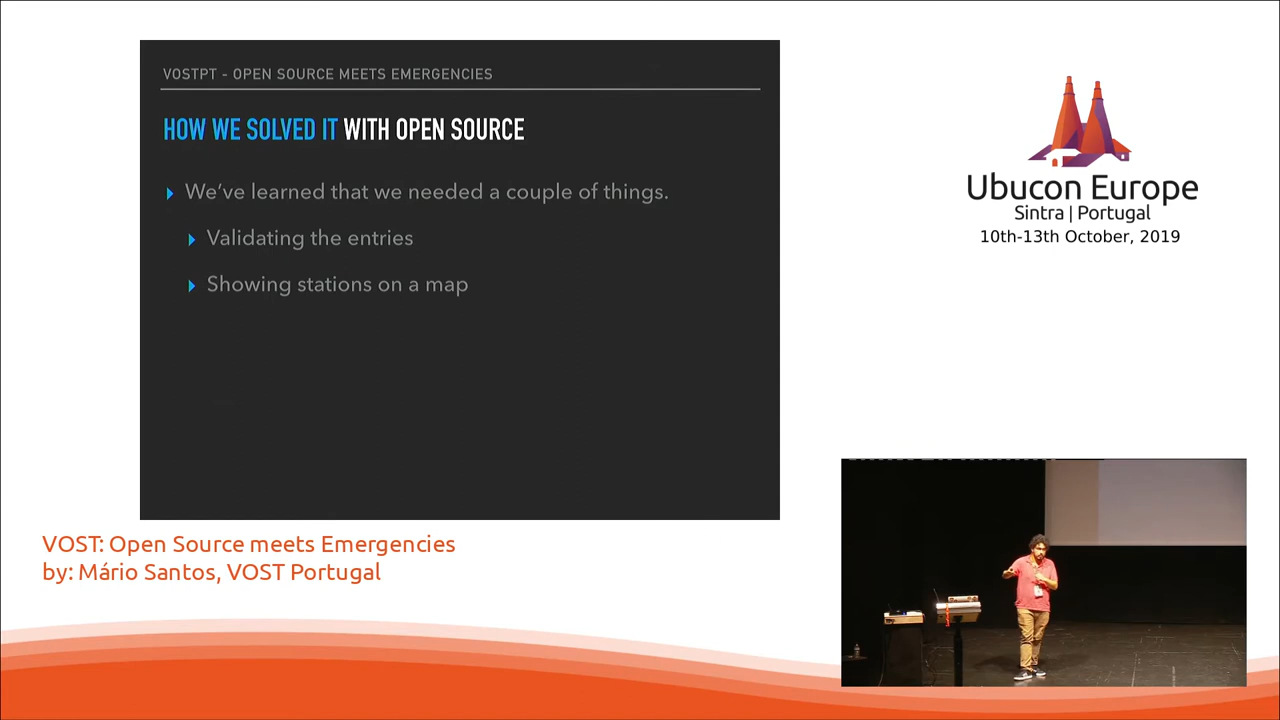 VOSTPT - OPEN SOURCE MEETS EMERGENCIES
HOW WE SOLVED IT WITH OPEN SOURCE
We've learned that we needed a couple of things.
Validating the entries
Showing stations on a map
Ubucon Europe
Sintra | Portugal
10th-13th October, 2019
VOST: Open Source meets Emergencies
by: Mário Santos, VOST Portugal